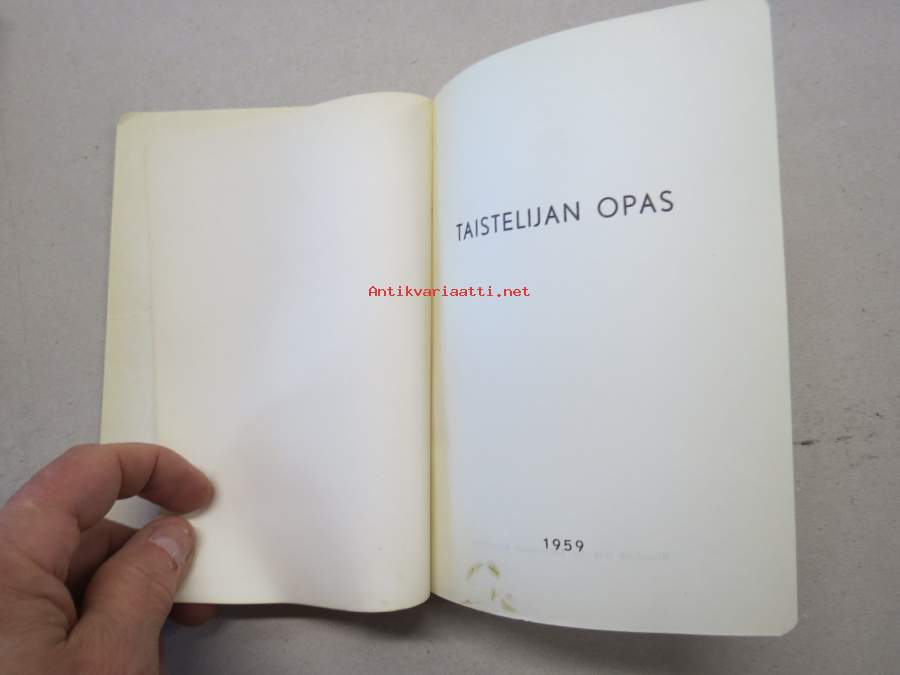 TAISTELIJAN OPAS
Antikvariaatti.net
1959